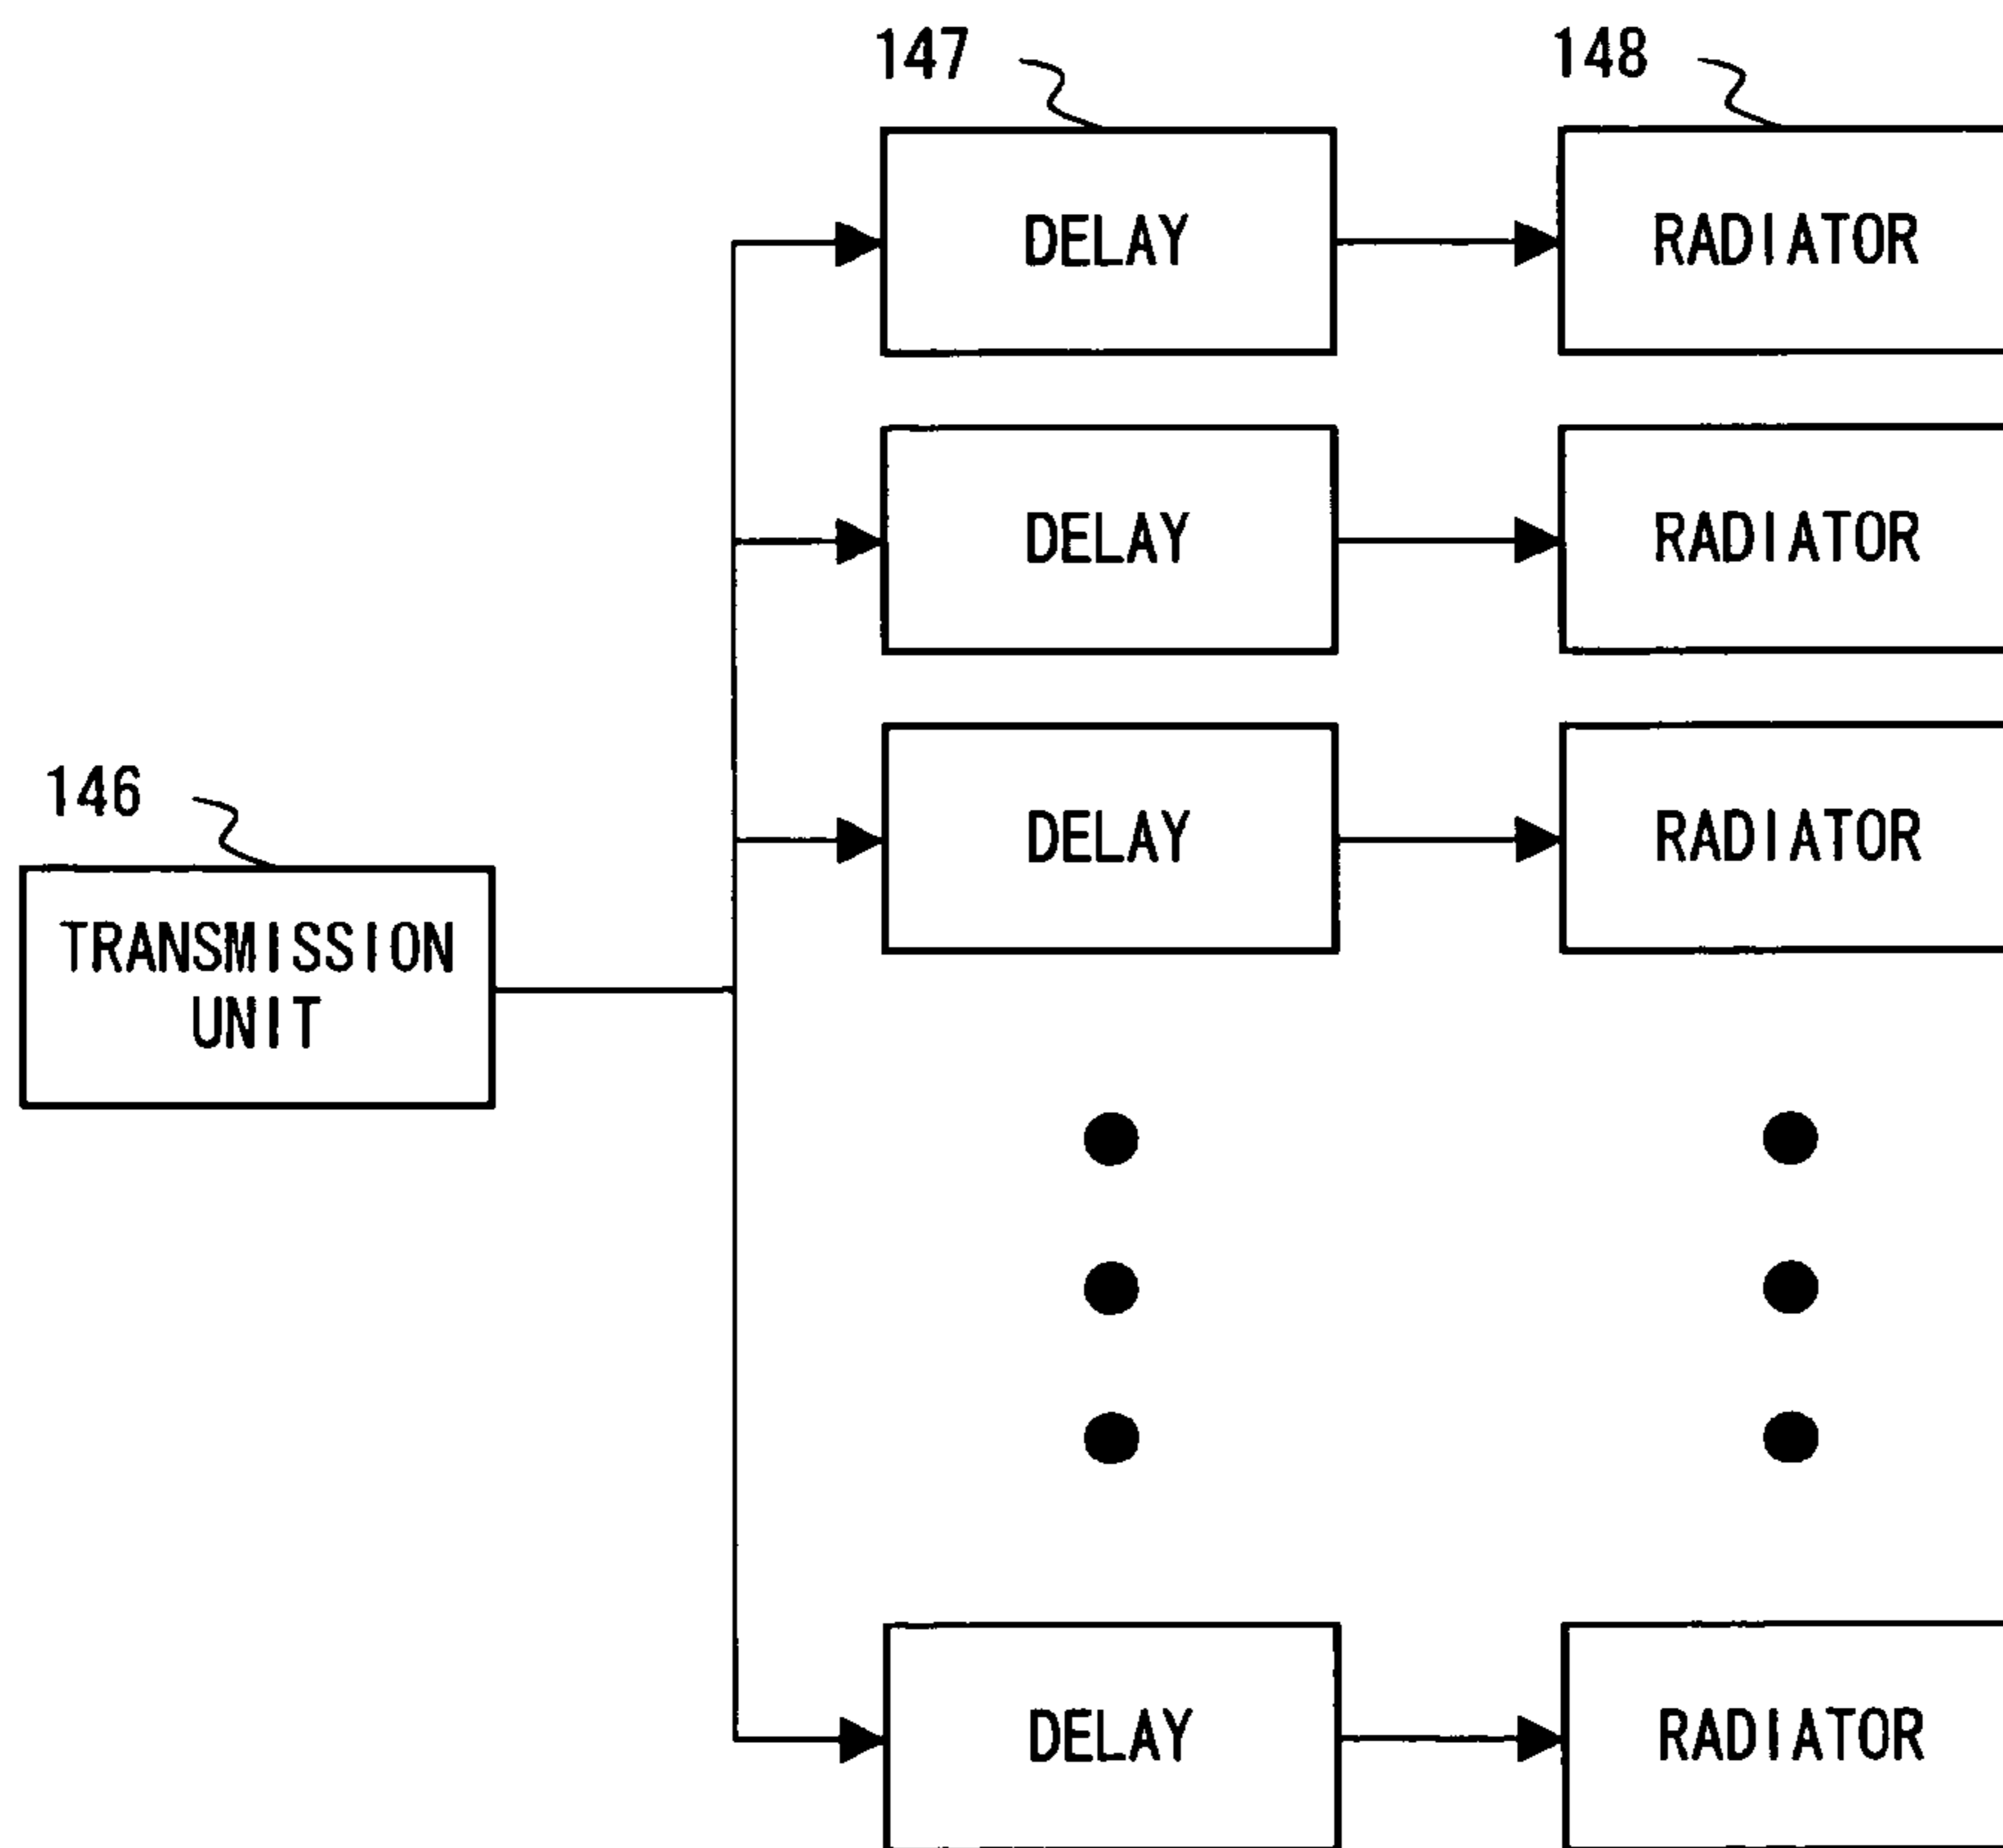 147
148
DELAY
RADIATOR
DELAY
RADIATOR
146
DELAY
RADIATOR
TRANSMISSION
UNIT
DELAY
RADIATOR